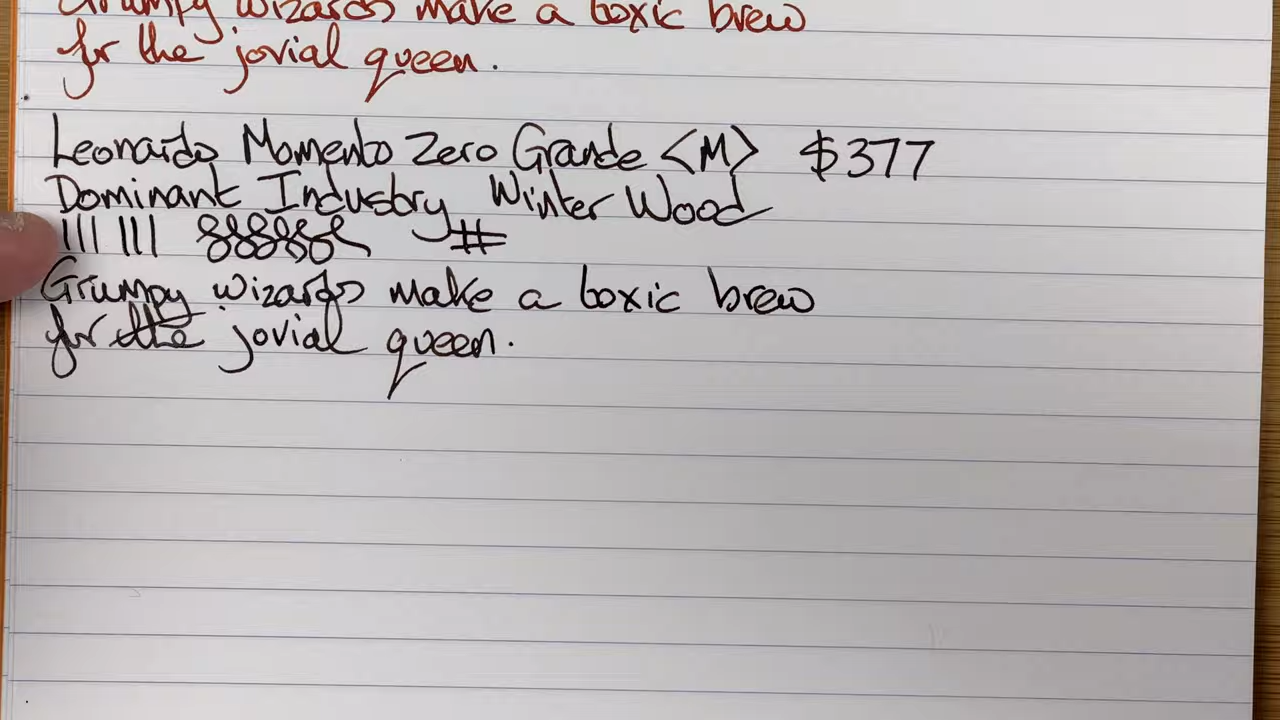 Grumpy wizards make a toxic brew
for the jovial queen.
Leonardo Momento Zero Grande <M> $377
Dominant Industry Winter Wood
||| ||| 888888 #
Grumpy wizards make a toxic brew
for the jovial queen.